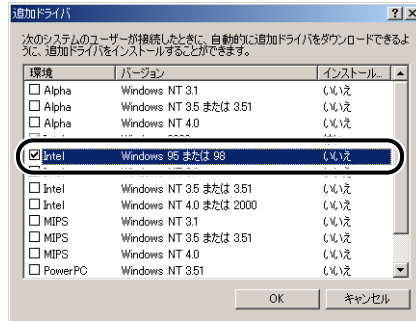 追加ドライバ
次のシステムのユーザーが接続したときに、自動的に追加ドライバをダウンロードできるよ
うに、追加ドライバをインストールすることができます。
環境 バージョン インストール...
Alpha Windows NT 3.1 いいえ
Alpha Windows NT 3.5 または 3.51 いいえ
Alpha Windows NT 4.0 いいえ
Intel Windows 95 または 98 いいえ
Intel Windows NT 3.5 または 3.51 いいえ
Intel Windows NT 4.0 または 2000 いいえ
MIPS Windows NT 3.1 いいえ
MIPS Windows NT 3.5 または 3.51 いいえ
MIPS Windows NT 4.0 いいえ
PowerPC Windows NT 3.51 いいえ
OK キャンセル